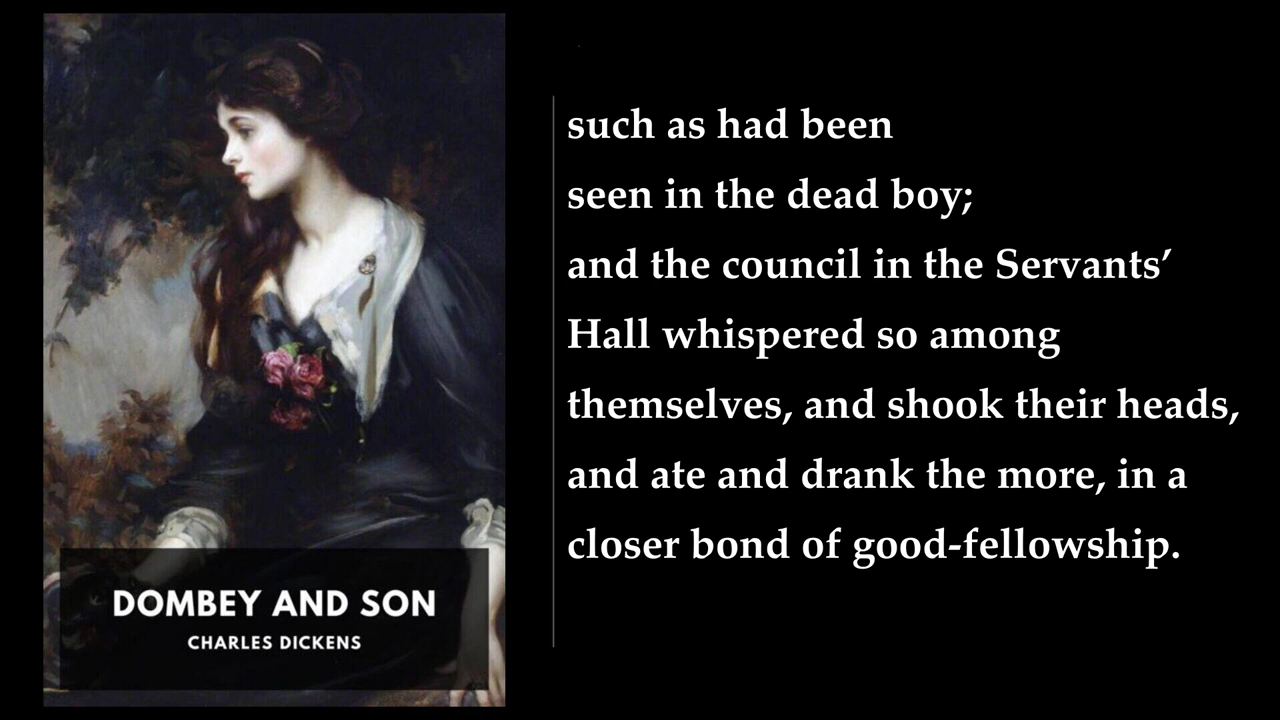 DOMBEY AND SON
CHARLES DICKENS
such as had been
seen in the dead boy;
and the council in the Servants’
Hall whispered so among
themselves, and shook their heads,
and ate and drank the more, in a
closer bond of good-fellowship.